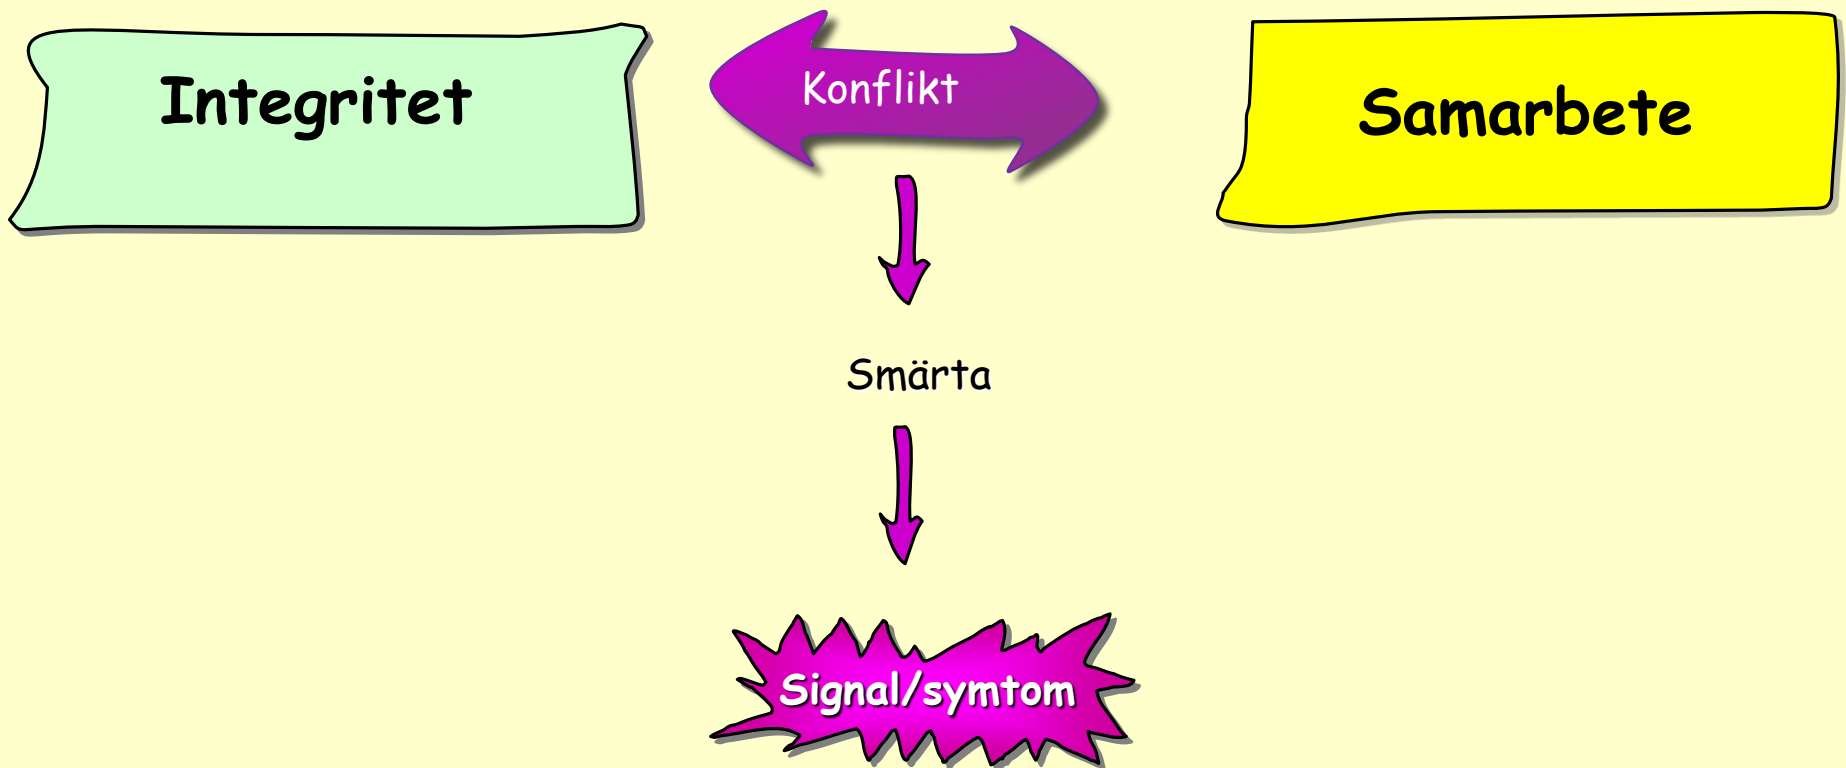 Integritet
Konflikt
Samarbete
Smärta
Signal/symtom